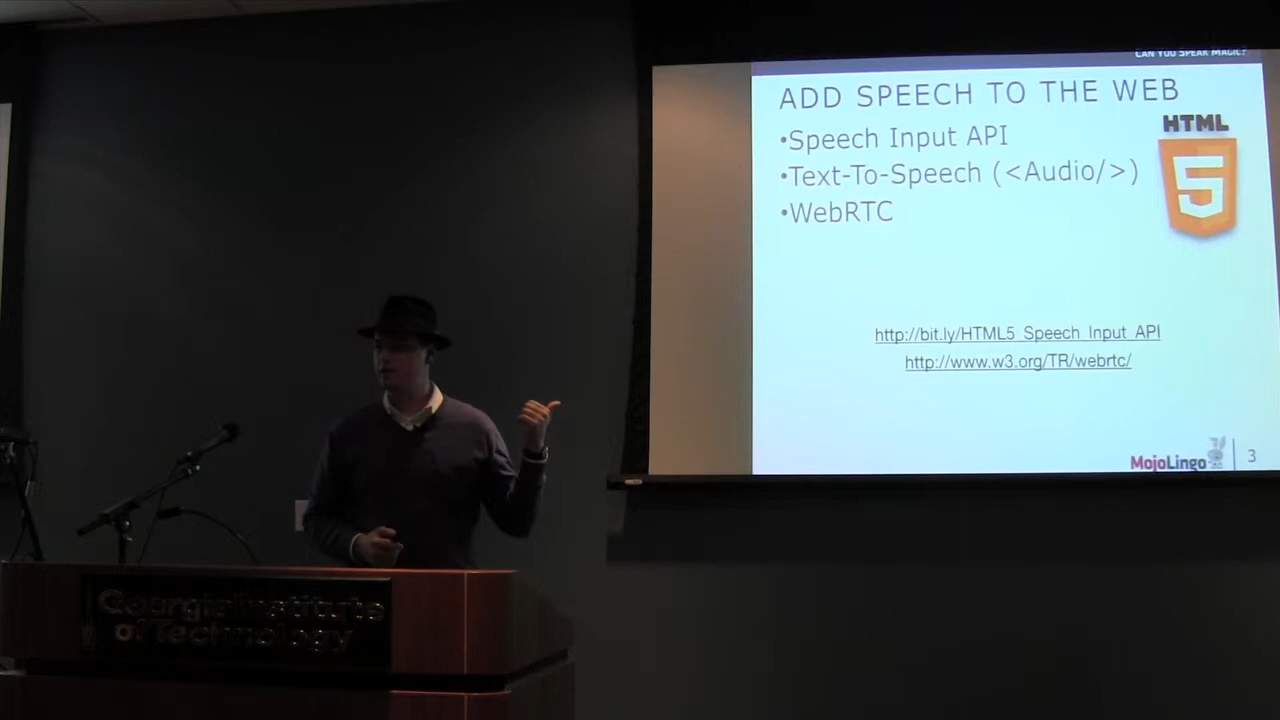 CAN YOU SPEAK MAGIC?
ADD SPEECH TO THE WEB
•Speech Input API
•Text-To-Speech (<Audio/>)
•WebRTC
HTML
5
http://bit.ly/HTML5_Speech_Input_API
http://www.w3.org/TR/webrtc/
MojoLingo
3
Georgia Institute
of Technology